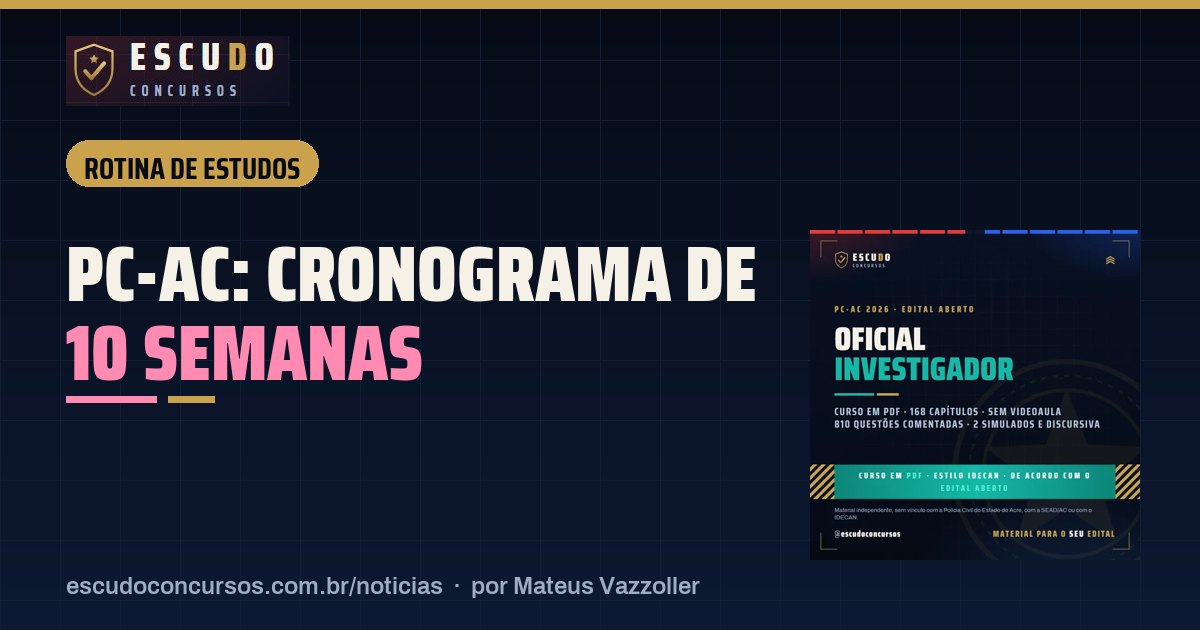 ESCUDO
CONCURSOS
ROTINA DE ESTUDOS
PC-AC: CRONOGRAMA DE
10 SEMANAS
escudoconcursos.com.br/noticias · por Mateus Vazzoller
ESCUDO
CONCURSOS
PC-AC 2026 · EDITAL ABERTO
OFICIAL
INVESTIGADOR
CURSO EM PDF · 168 CAPÍTULOS · SEM VIDEOAULA
810 QUESTÕES COMENTADAS · 2 SIMULADOS E DISCURSIVA
CURSO EM PDF · ESTILO IDECAN · DE ACORDO COM O
EDITAL ABERTO
Material independente, sem vínculo com a Polícia Civil do Estado do Acre, com a SEAD/AC ou com o
IDECAN.
@escudoconcursos
MATERIAL PARA O SEU EDITAL